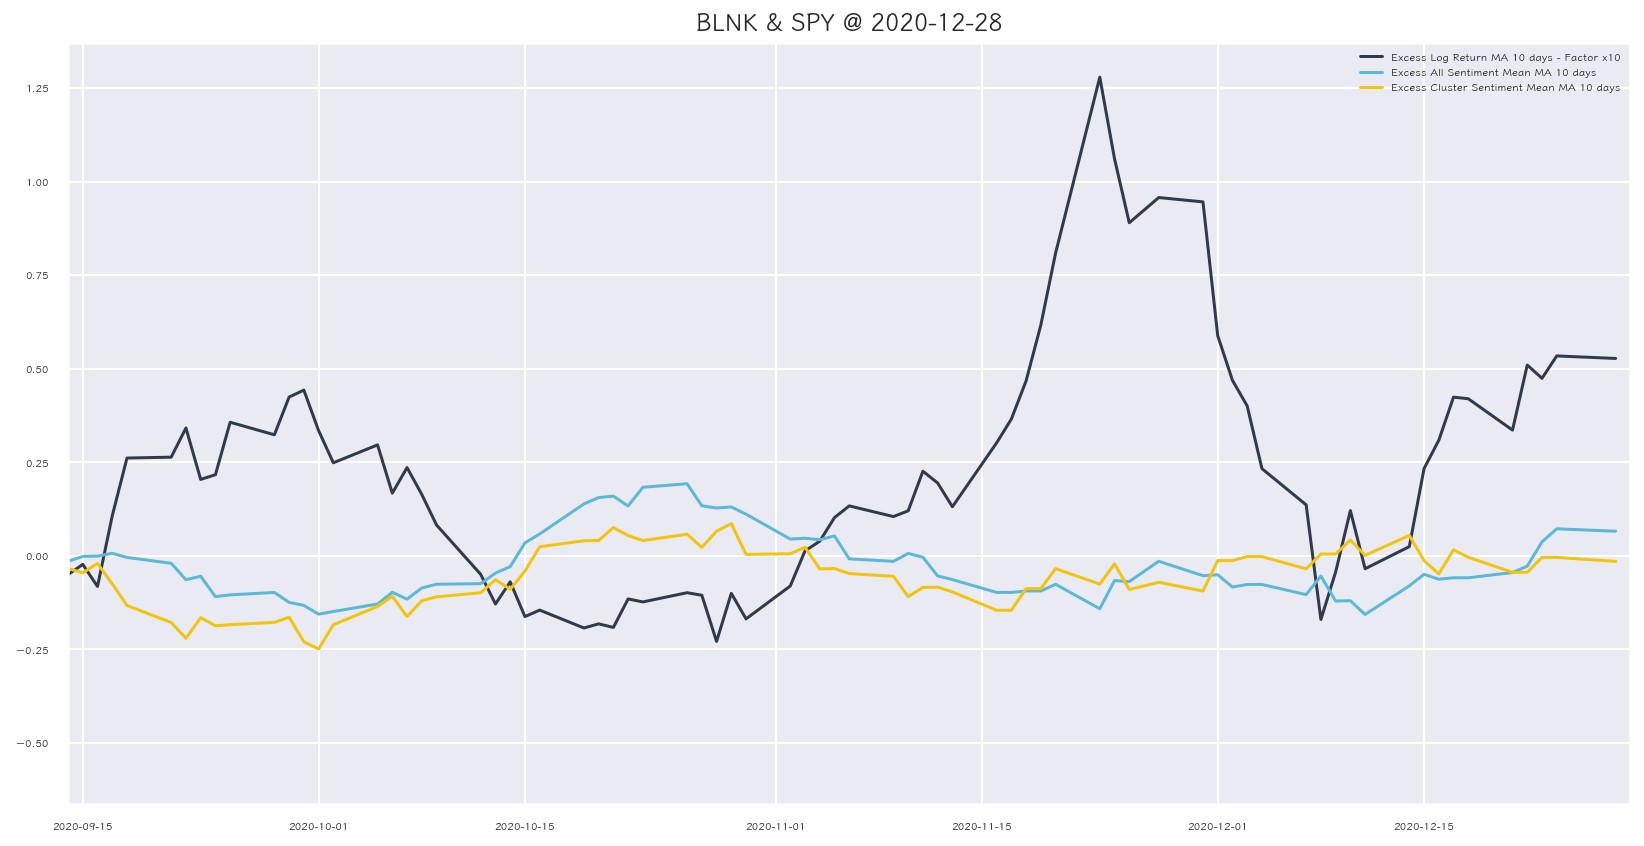 BLNK & SPY @ 2020-12-28
Excess Log Return MA 10 days - Factor x10
Excess All Sentiment Mean MA 10 days
Excess Cluster Sentiment Mean MA 10 days
1.25
1.00
0.75
0.50
0.25
0.00
−0.25
−0.50
2020-09-15 2020-10-01 2020-10-15 2020-11-01 2020-11-15 2020-12-01 2020-12-15